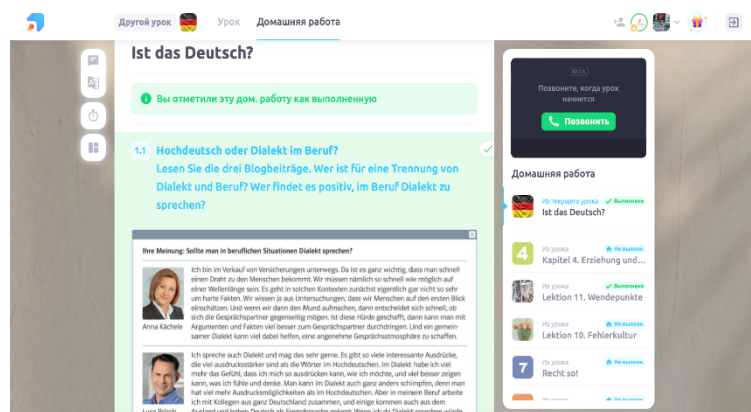 Другой урок
Урок
Домашняя работа
Ist das Deutsch?
Вы отметили эту дом. работу как выполненную
1.1 Hochdeutsch oder Dialekt im Beruf?
Lesen Sie die drei Blogbeiträge. Wer ist für eine Trennung von
Dialekt und Beruf? Wer findet es positiv, im Beruf Dialekt zu
sprechen?
Ihre Meinung: Sollte man in beruflichen Situationen Dialekt sprechen?
Ich bin im Verkauf von Versicherungen unterwegs. Da ist es ganz wichtig, dass man schnell
einen Draht zu den Menschen bekommt. Wir müssen nämlich so schnell wie möglich auf
einer Wellenlänge sein. Es geht in solchen Kontexten zunächst eigentlich gar nicht so sehr
um harte Fakten. Wir wissen ja aus Untersuchungen, dass wir Menschen auf den ersten Blick
einschätzen. Und wenn wir dann den Mund aufmachen, dann entscheidet sich schnell, ob
sich die Gesprächspartner gegenseitig mögen. Ist diese Hürde geschafft, dann kann man mit
Argumenten und Fakten viel besser zum Gesprächspartner durchdringen. Und ein gemein-
samer Dialekt kann viel dabei helfen, eine angenehme Gesprächsatmosphäre zu schaffen.
Anna Kächele
Ich spreche auch Dialekt und mag das sehr gerne. Es gibt so viele interessante Ausdrücke,
die viel ausdrucksstärker sind als die Wörter im Hochdeutschen. Im Dialekt habe ich viel
mehr das Gefühl, dass ich mich so ausdrücken kann, wie ich möchte, und viel besser zeigen
kann, was ich fühle und denke. Man kann im Dialekt auch ganz anders schimpfen, denn man
hat viel mehr Ausdrucksmöglichkeiten als im Hochdeutschen. Aber in meinem Beruf arbeite
ich mit Kollegen aus ganz Deutschland zusammen, und einige kommen auch aus dem
BETA
Позвоните, когда урок
начнется
Позвонить
Домашняя работа
Из текущего урока
Выполнено
Ist das Deutsch?
4
Из урока
Не выполн.
Kapitel 4. Erziehung und...
Из урока
Выполнено
Lektion 11. Wendepunkte
Из урока
Не выполн.
Lektion 10. Fehlerkultur
7
Из урока
Не выполн.
Recht so!